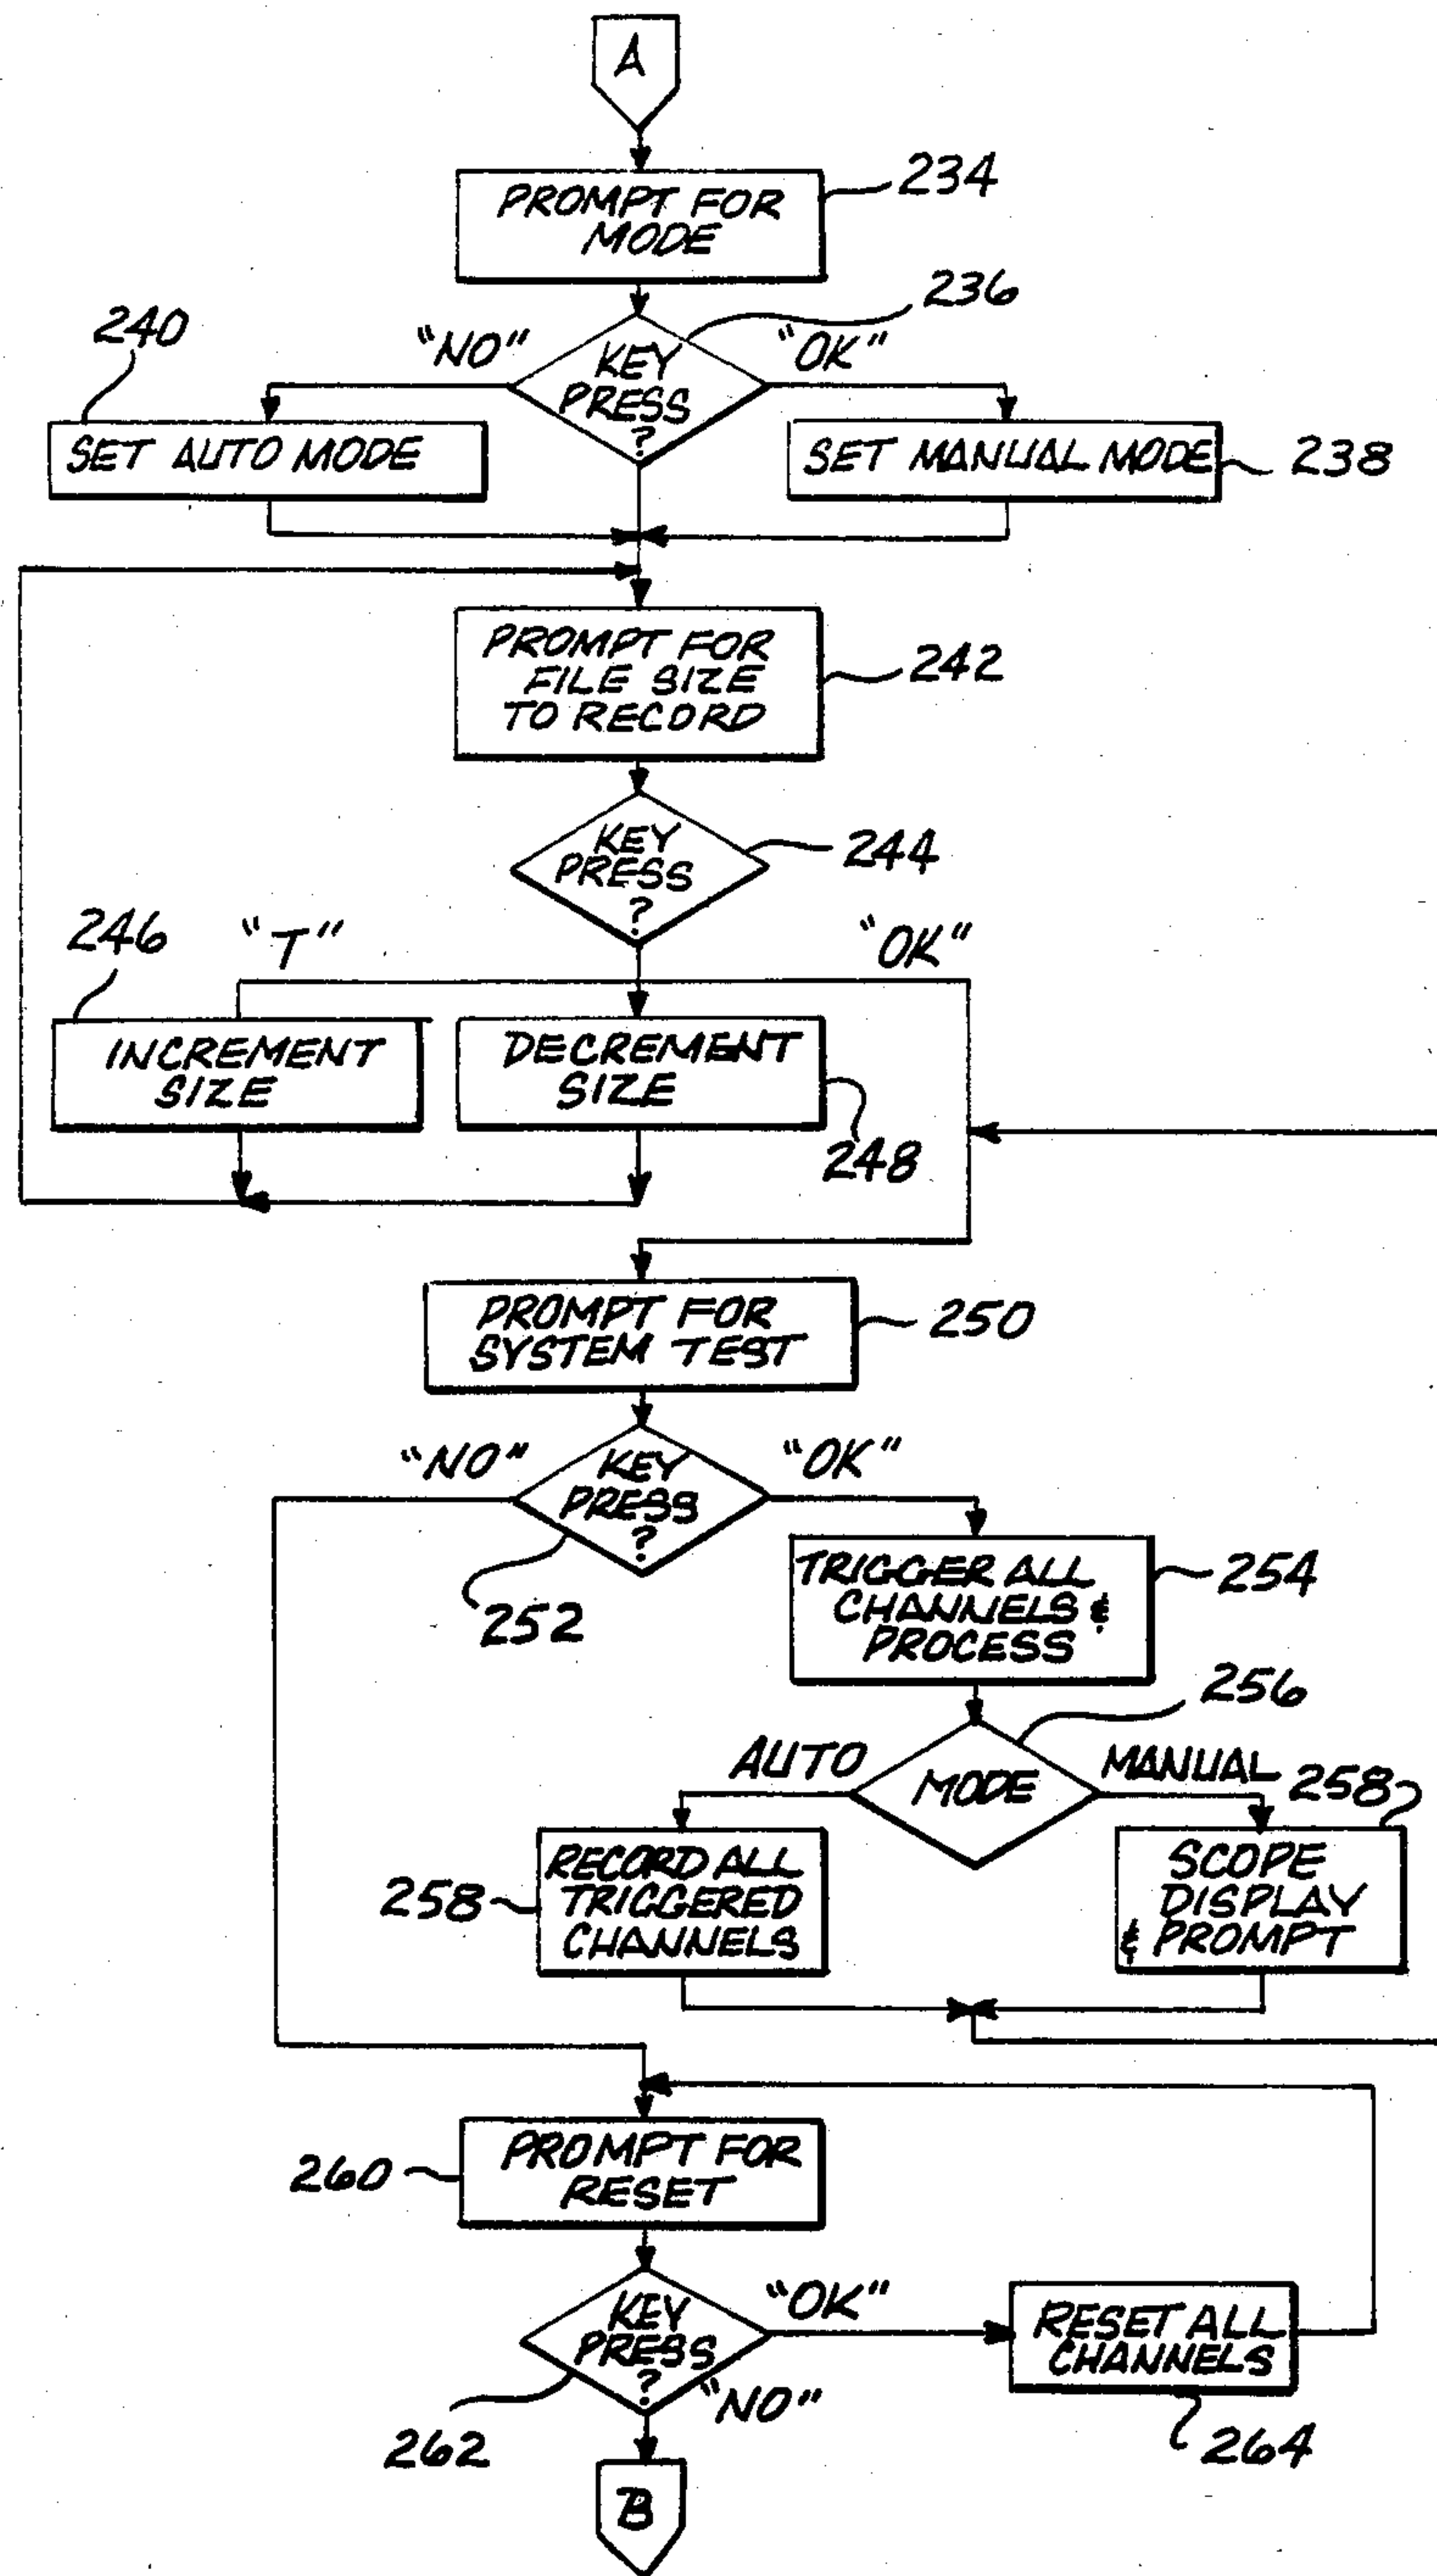 A
PROMPT FOR
MODE
234
236
240
"NO"
"OK"
KEY
PRESS
?
SET AUTO MODE
SET MANUAL MODE
238
PROMPT FOR
FILE SIZE
TO RECORD
242
KEY
PRESS
?
244
246
"T"
"OK"
INCREMENT
SIZE
DECREMENT
SIZE
248
PROMPT FOR
SYSTEM TEST
250
"NO"
"OK"
KEY
PRESS
?
252
TRIGGER ALL
CHANNELS &
PROCESS
254
256
AUTO
MODE
MANUAL
258
258
RECORD ALL
TRIGGERED
CHANNELS
SCOPE
DISPLAY
& PROMPT
260
PROMPT FOR
RESET
KEY
PRESS
?
"OK"
"NO"
262
RESET ALL
CHANNELS
264
B